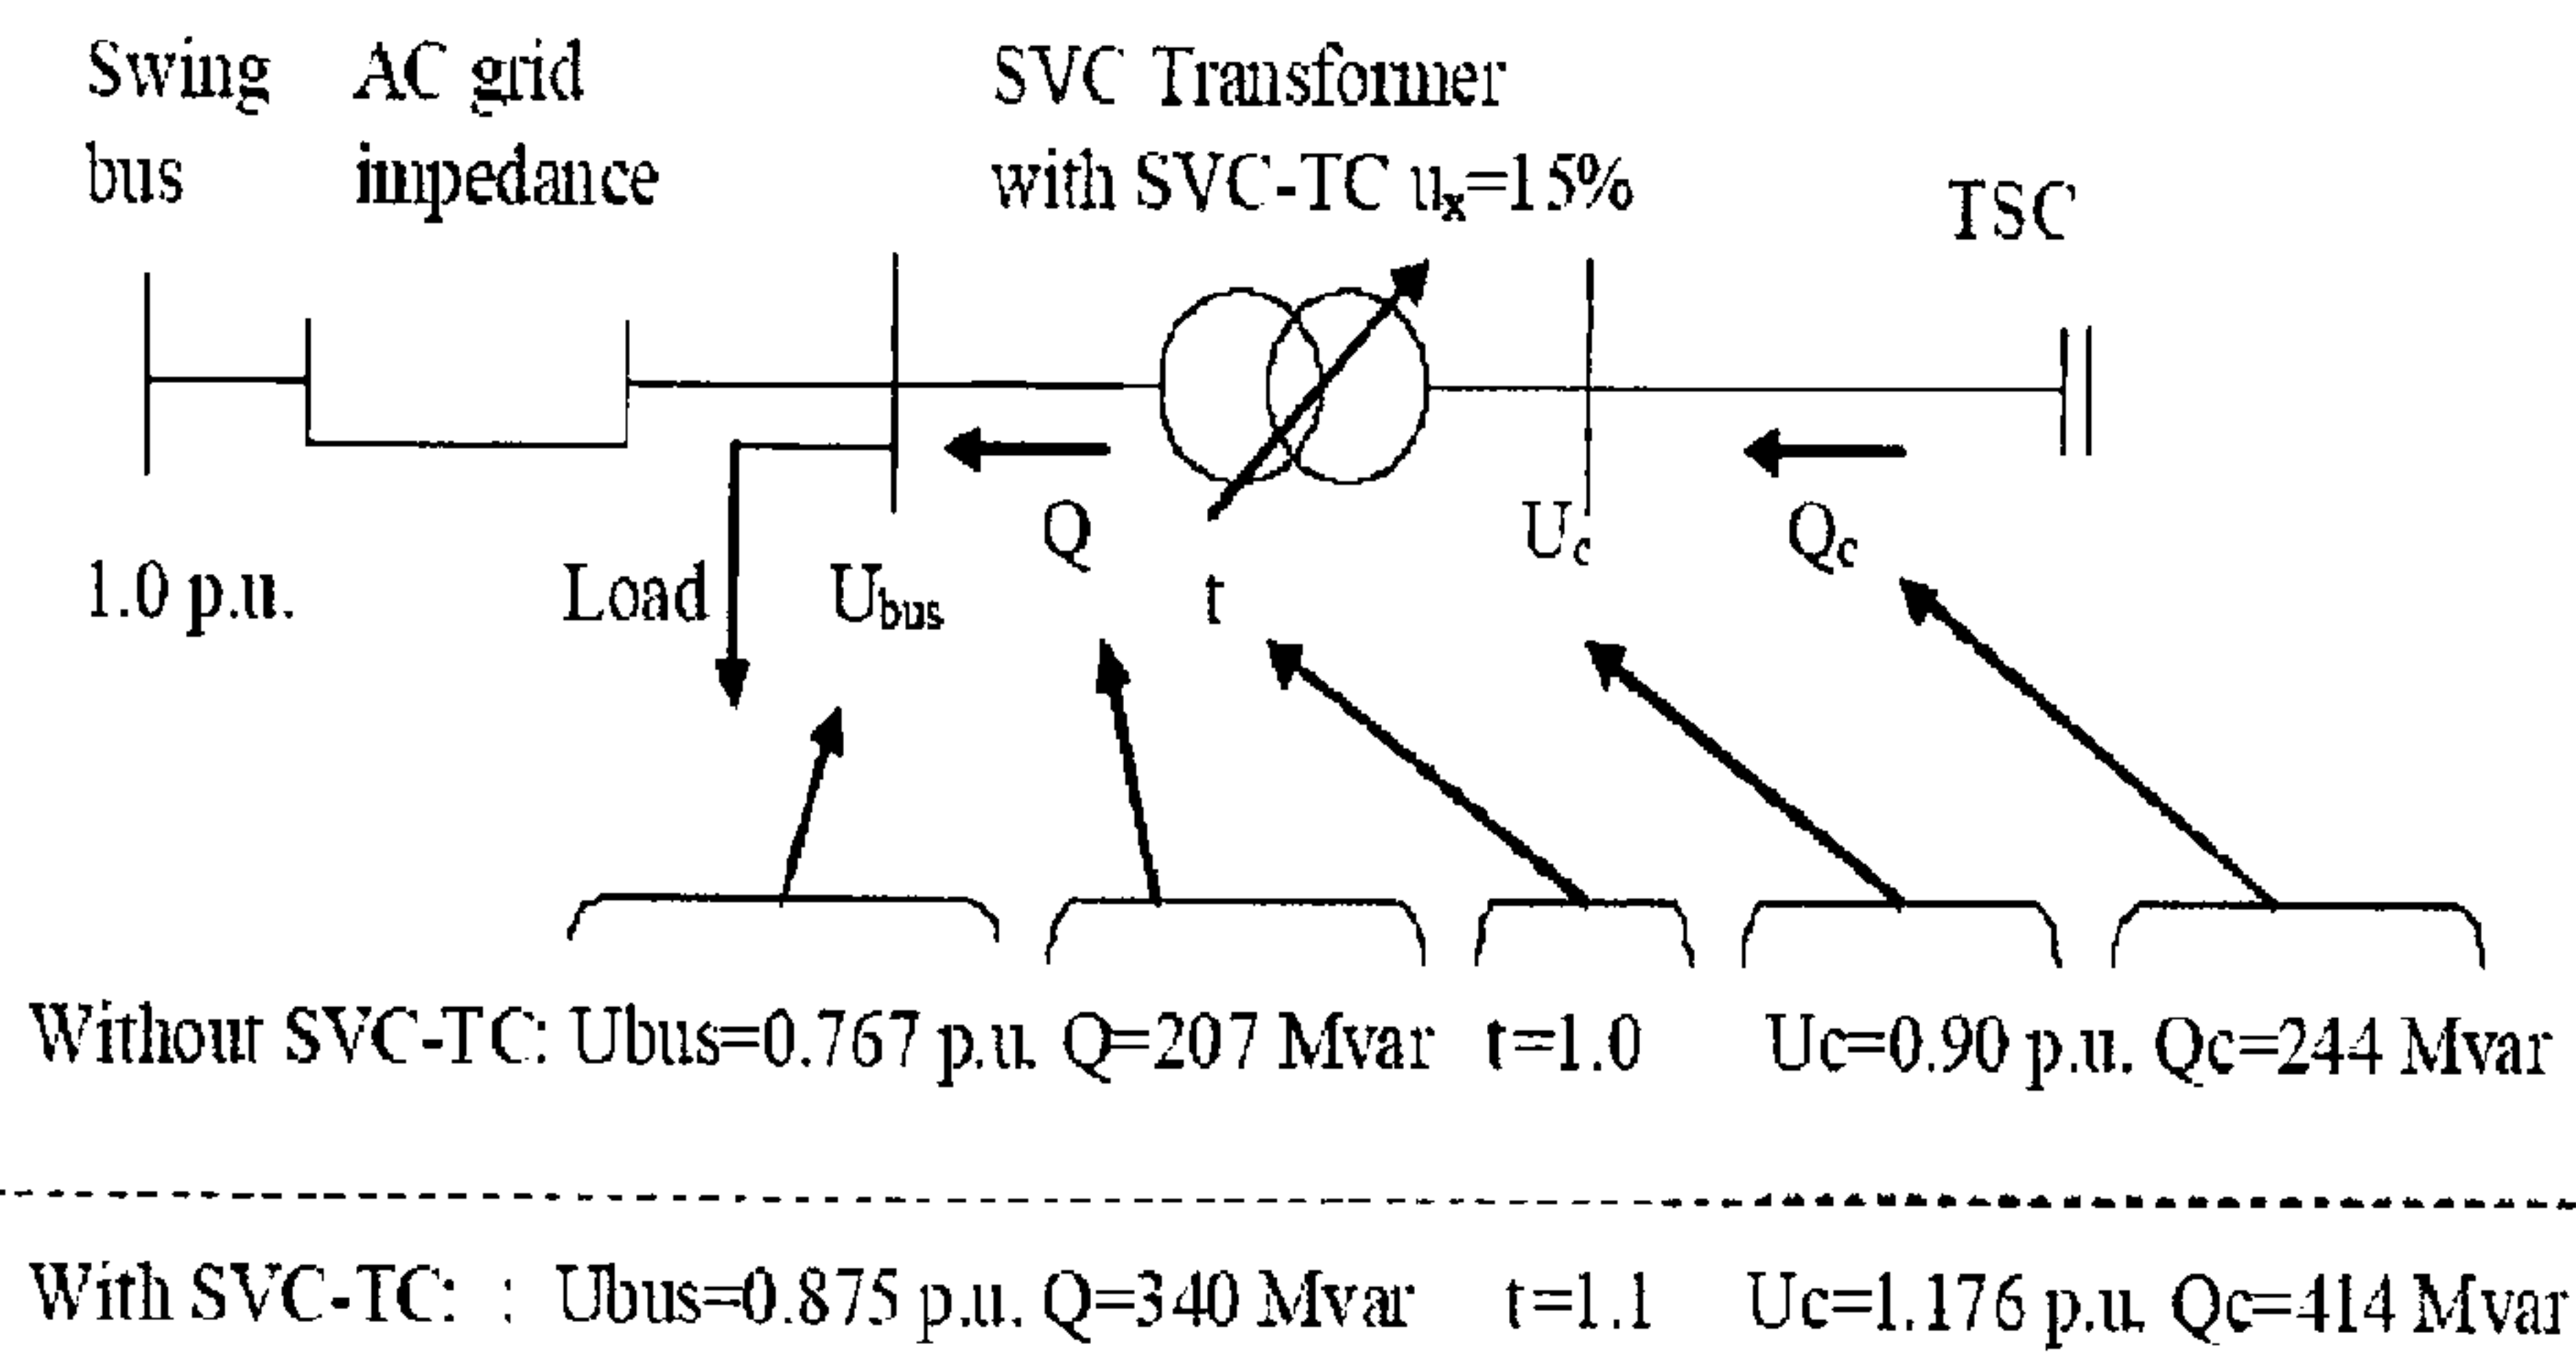 Swing bus
AC grid impedance
SVC Transformer
with SVC-TC uₓ=15%
TSC
Q
Uc
Qc
1.0 p.u.
Load
Ubus
t
Without SVC-TC: Ubus=0.767 p.u. Q=207 Mvar t=1.0 Uc=0.90 p.u. Qc=244 Mvar
With SVC-TC: : Ubus=0.875 p.u. Q=340 Mvar t=1.1 Uc=1.176 p.u. Qc=414 Mvar